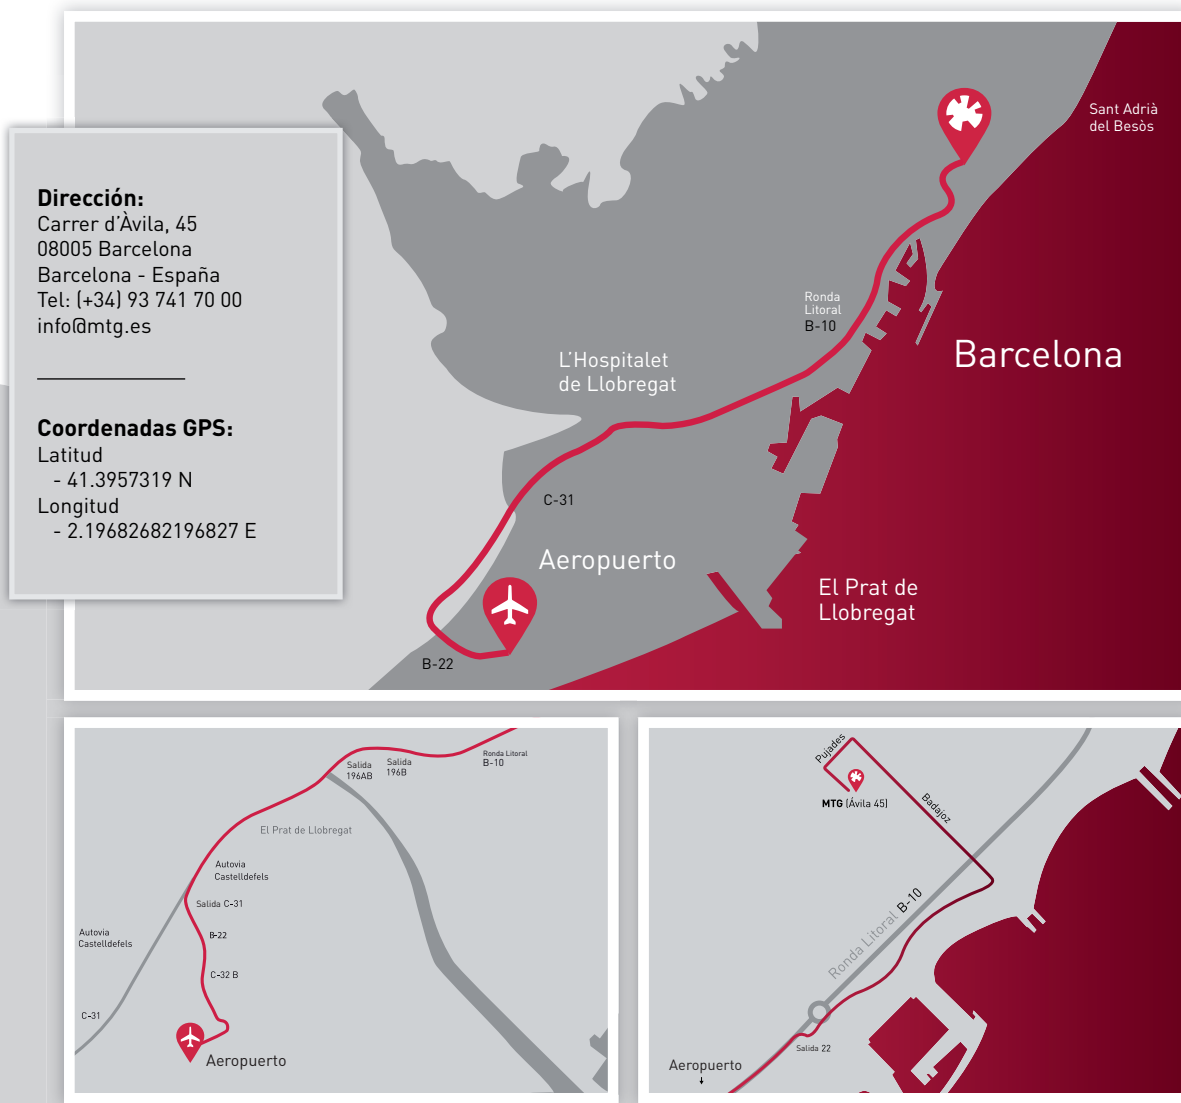 Dirección:
Carrer d'Àvila, 45
08005 Barcelona
Barcelona - España
Tel: (+34) 93 741 70 00
info@mtg.es
Coordenadas GPS:
Latitud
- 41.3957319 N
Longitud
- 2.19682682196827 E
Sant Adrià
del Besòs
Ronda
Litoral
B-10
Barcelona
L'Hospitalet
de Llobregat
C-31
Aeropuerto
El Prat de
Llobregat
B-22
Salida
196AB
Salida
196B
Ronda Litoral
B-10
El Prat de Llobregat
Autovia
Castelldefels
Salida C-31
Autovia
Castelldefels
B-22
C-32 B
C-31
Aeropuerto
Pujades
MTG (Ávila 45)
Badajoz
Ronda Litoral B-10
Salida 22
Aeropuerto